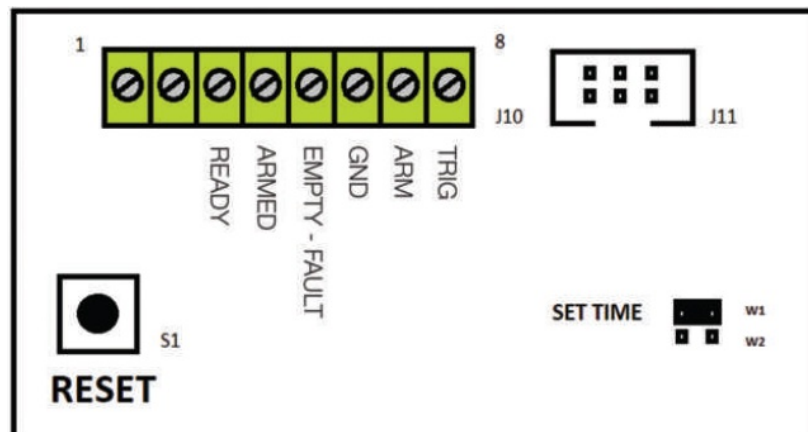 1
8
J10
J11
READY
ARMED
EMPTY - FAULT
GND
ARM
TRIG
SET TIME
W1
W2
S1
RESET